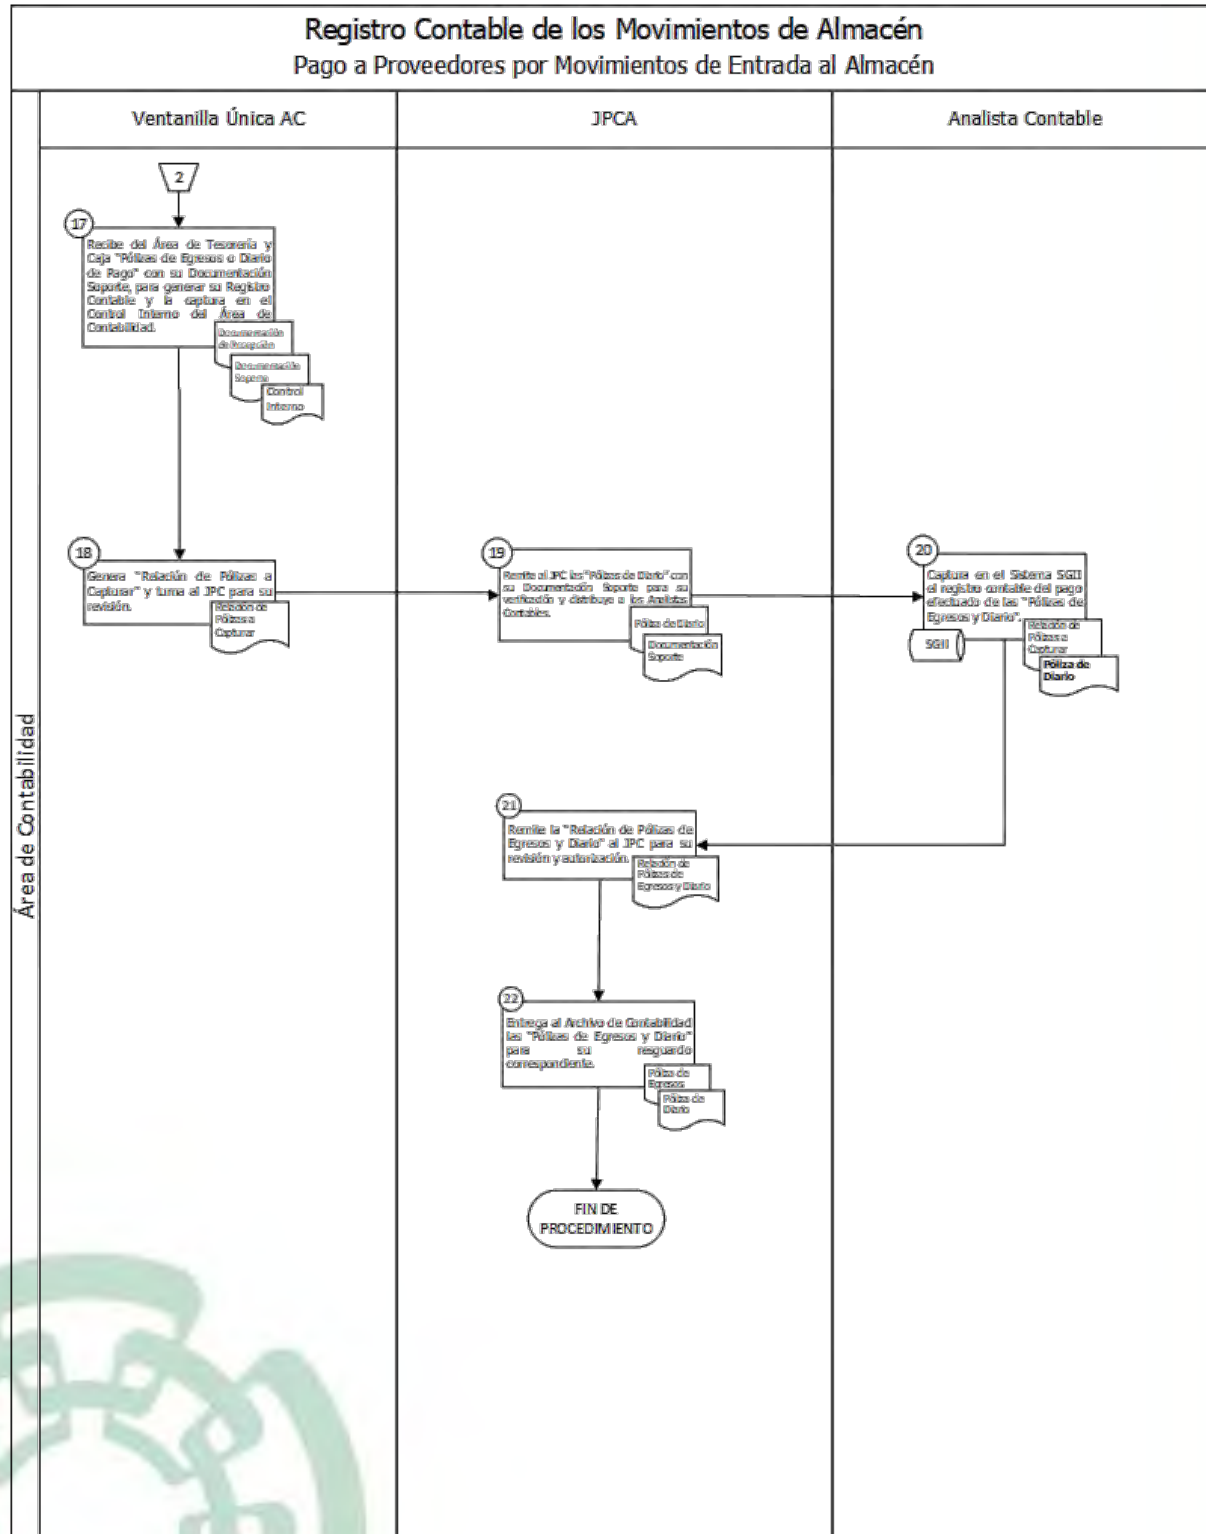 Registro Contable de los Movimientos de Almacén
Pago a Proveedores por Movimientos de Entrada al Almacén
Ventanilla Única AC
JPCA
Analista Contable
Área de Contabilidad
2
17
Recibe del Área de Tesorería y
Caja "Pólizas de Egresos o Diario
de Pago" con su Documentación
Soporte, para generar su Registro
Contable y la captura en el
Control Interno del Área de
Contabilidad.
Documentación
de Recepción
Documentación
Soporte
Control
Interno
18
Genera "Relación de Pólizas a
Capturar" y turna al JPC para su
revisión.
Relación de
Pólizas a
Capturar
19
Remite al JPC las "Pólizas de Diario" con
su Documentación Soporte para su
verificación y distribuye a los Analistas
Contables.
Póliza de Diario
Documentación
Soporte
20
Captura en el Sistema SGII
el registro contable del pago
efectuado de las "Pólizas de
Egresos y Diario".
SGII
Relación de
Pólizas a
Capturar
Póliza de
Diario
21
Remite la "Relación de Pólizas de
Egresos y Diario" al JPC para su
revisión y autorización.
Relación de
Pólizas de
Egresos y Diario
22
Entrega al Archivo de Contabilidad
las "Pólizas de Egresos y Diario"
para su resguardo
correspondiente.
Póliza de
Egresos
Póliza de
Diario
FIN DE
PROCEDIMIENTO